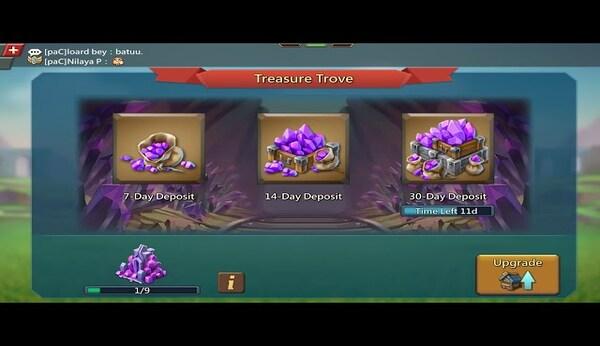 [paC]loard bey : batuu.
[paC]Nilaya P :
Treasure Trove
7-Day Deposit
14-Day Deposit
30-Day Deposit
Time Left 11d
Upgrade
1/9
i